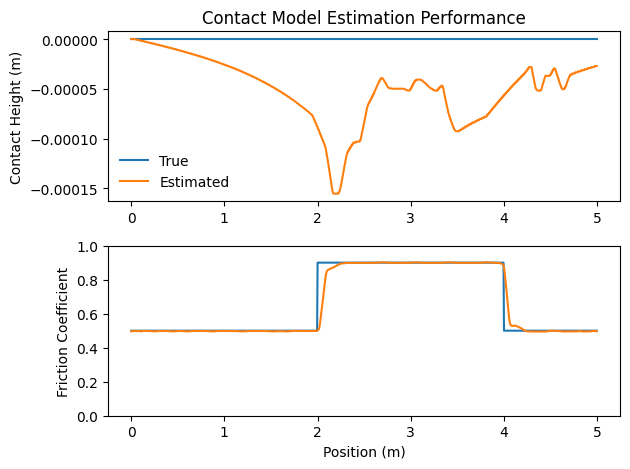 Contact Model Estimation Performance
Contact Height (m)
0.00000
−0.00005
−0.00010
−0.00015
True
Estimated
0 1 2 3 4 5
Friction Coefficient
1.0
0.8
0.6
0.4
0.2
0.0
0 1 2 3 4 5
Position (m)